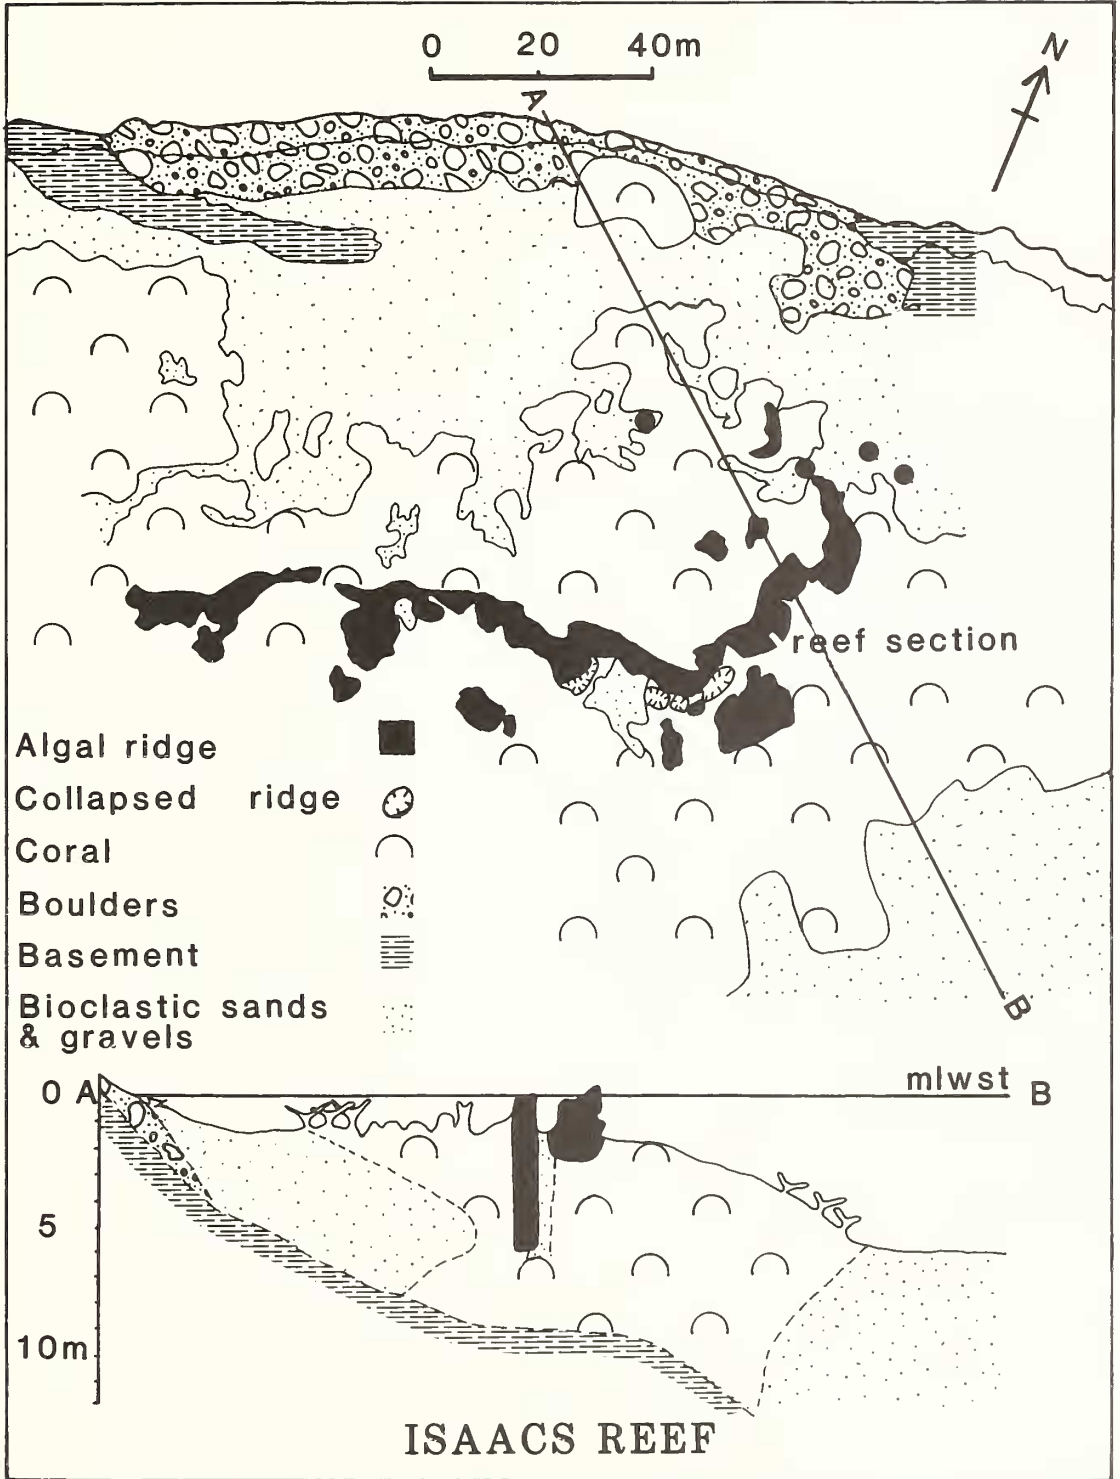 0 20 40m
N
A
reef section
Algal ridge
Collapsed ridge
Coral
Boulders
Basement
Bioclastic sands
& gravels
B
0 A
mlwst B
5
10m
ISAACS REEF